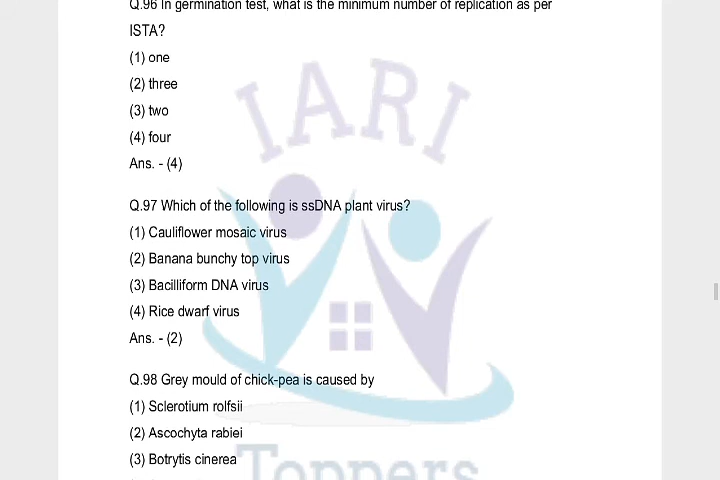 Q.96 In germination test, what is the minimum number of replication as per
ISTA?
(1) one
(2) three
(3) two
(4) four
Ans. - (4)
Q.97 Which of the following is ssDNA plant virus?
(1) Cauliflower mosaic virus
(2) Banana bunchy top virus
(3) Bacilliform DNA virus
(4) Rice dwarf virus
Ans. - (2)
Q.98 Grey mould of chick-pea is caused by
(1) Sclerotium rolfsii
(2) Ascochyta rabiei
(3) Botrytis cinerea
IARI
Toppers